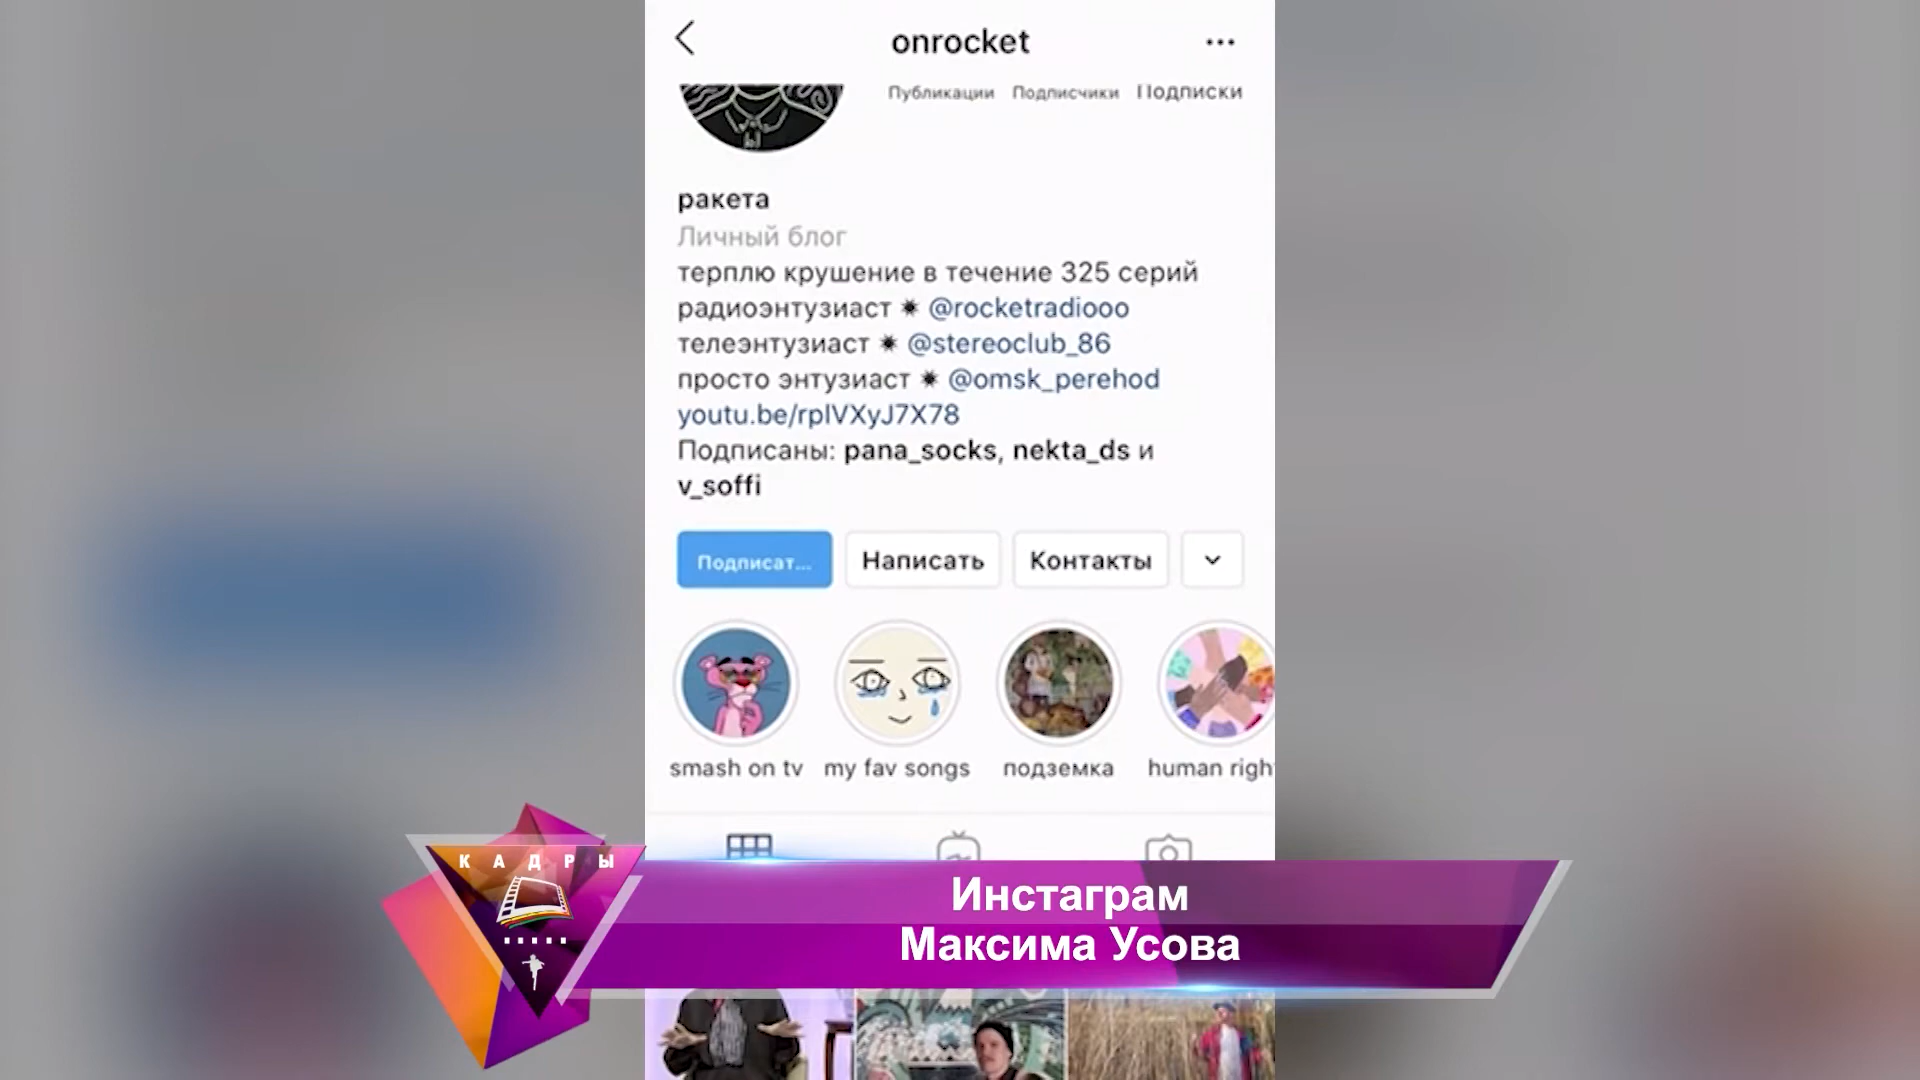 onrocket
Публикации Подписчики Подписки
ракета
Личный блог
терплю крушение в течение 325 серий
радиоэнтузиаст ✷ @rocketradiooo
телеэнтузиаст ✷ @stereoclub_86
просто энтузиаст ✷ @omsk_perehod
youtu.be/rplVXyJ7X78
Подписаны: pana_socks, nekta_ds и
v_soffi
Подписат... Написать Контакты
smash on tv my fav songs подземка human righ
КАДРЫ
Инстаграм
Максима Усова